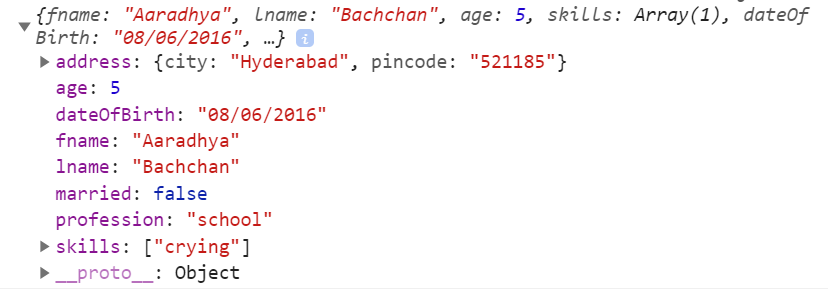 {fname: "Aaradhya", lname: "Bachchan", age: 5, skills: Array(1), dateOf
Birth: "08/06/2016", …} i
address: {city: "Hyderabad", pincode: "521185"}
age: 5
dateOfBirth: "08/06/2016"
fname: "Aaradhya"
lname: "Bachchan"
married: false
profession: "school"
skills: ["crying"]
__proto__: Object